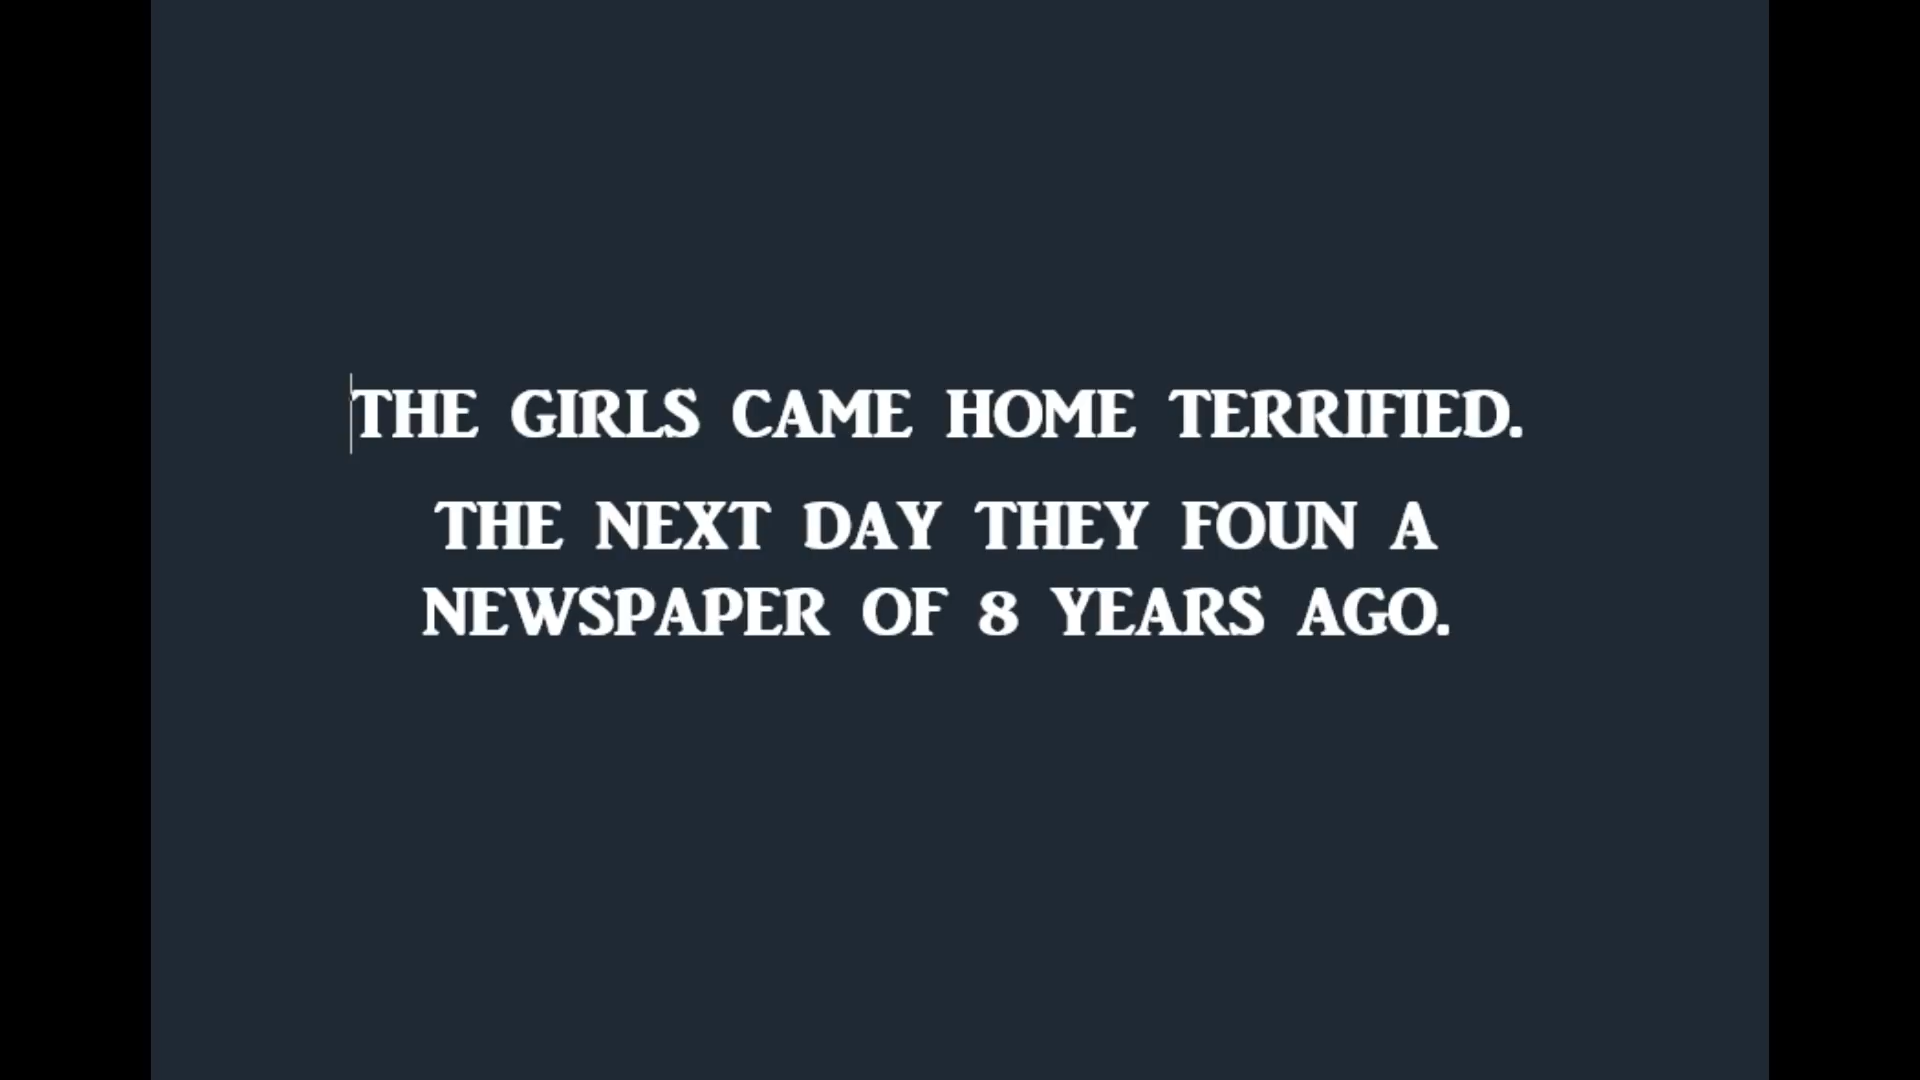 THE GIRLS CAME HOME TERRIFIED.
THE NEXT DAY THEY FOUN A
NEWSPAPER OF 8 YEARS AGO.